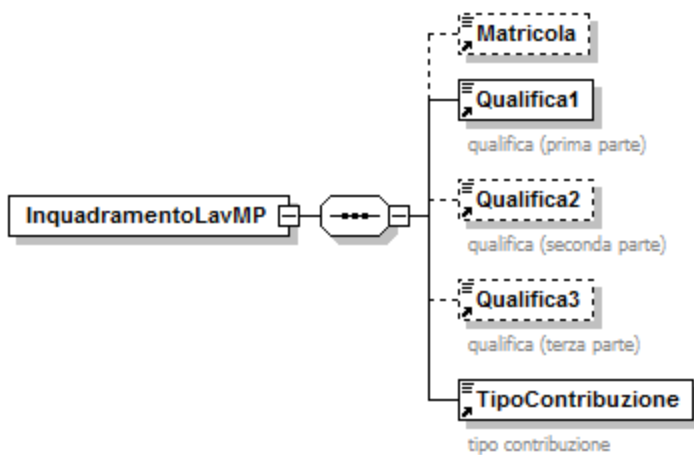 Matricola
Qualifica1
qualifica (prima parte)
InquadramentoLavMP
Qualifica2
qualifica (seconda parte)
Qualifica3
qualifica (terza parte)
TipoContribuzione
tipo contribuzione